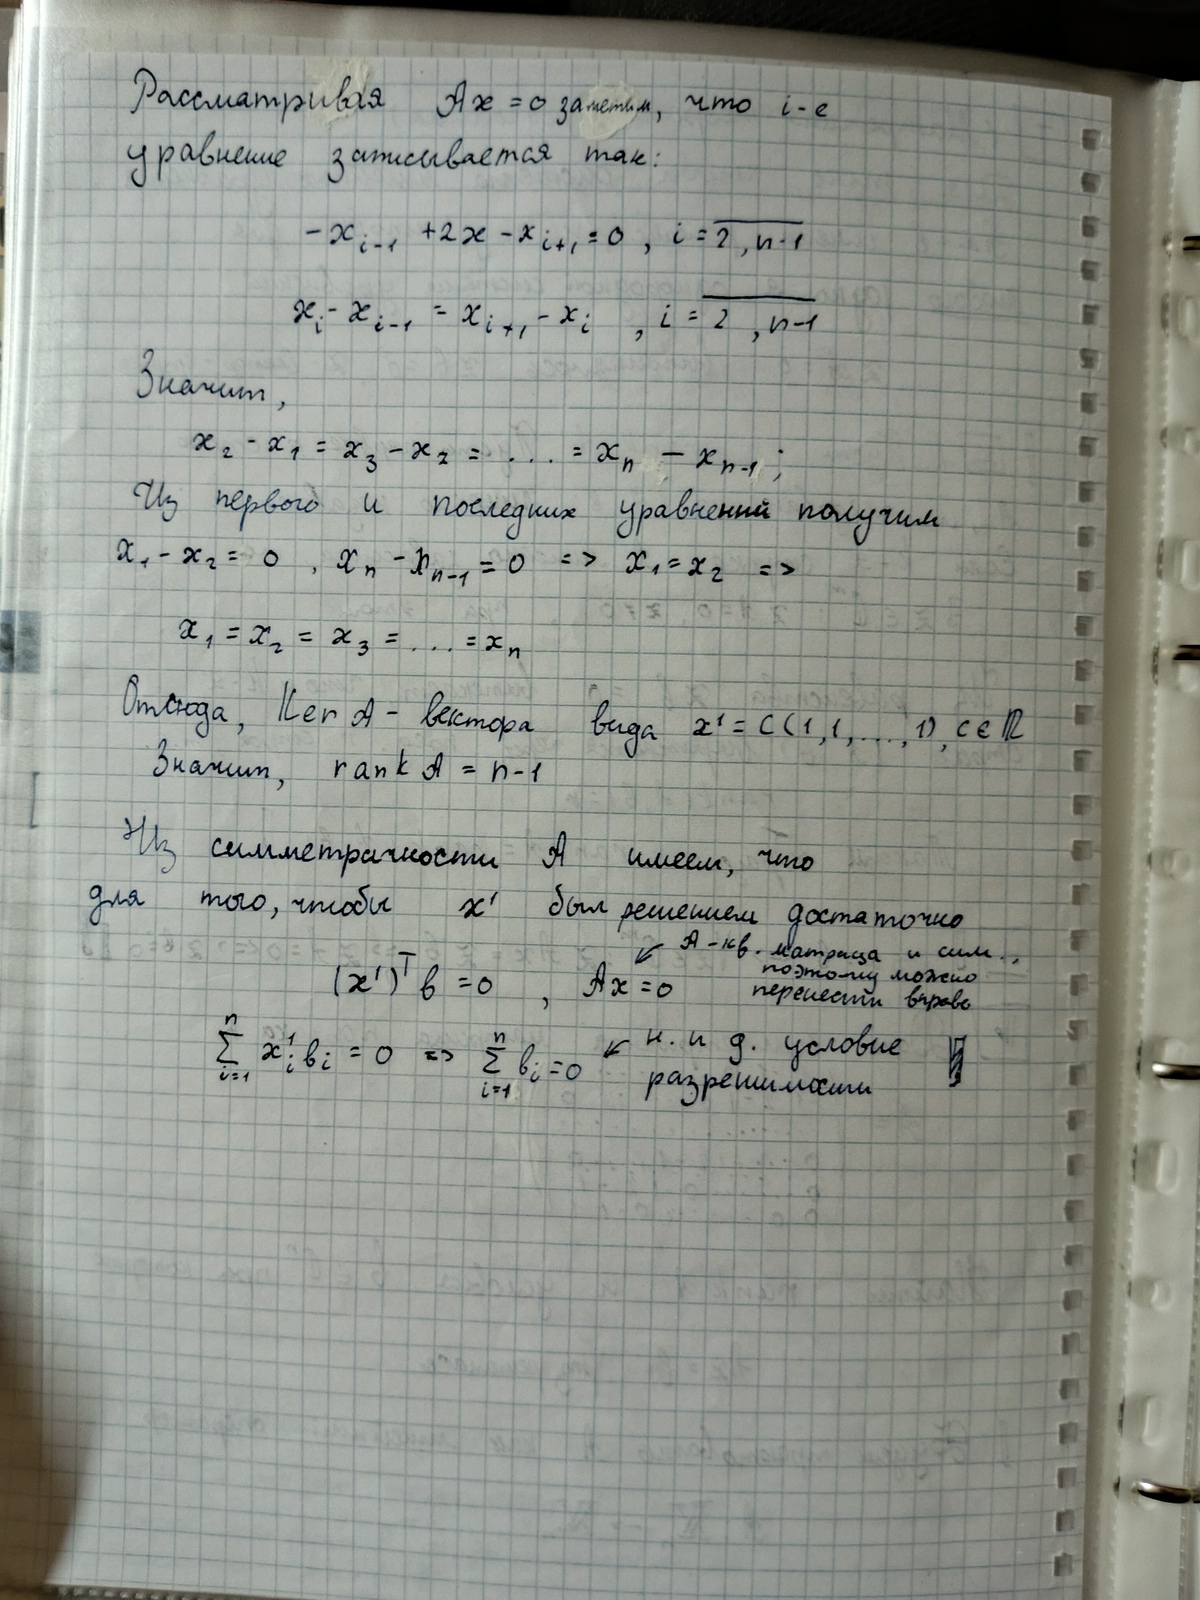 Рассматривая Ax = 0 заметим, что i-е
уравнение записывается так:
-x_{i-1} + 2x - x_{i+1} = 0, i = \overline{2, n-1}
x_i - x_{i-1} = x_{i+1} - x_i, i = \overline{2, n-1}
Значит,
x_2 - x_1 = x_3 - x_2 = .... = x_n - x_{n-1};
Из первого и последних уравнений получим
x_1 - x_2 = 0, x_n - x_{n-1} = 0 => x_1 = x_2 =>
x_1 = x_2 = x_3 = .... = x_n
Отсюда, Ker A - вектора вида x' = C(1,1,...,1), C ∈ ℝ
Значит, rank A = n-1
Из симметричности A имеем, что
для того, чтобы x' был решением достаточно
(x')^T b = 0, Ax = 0 ↙ A-кв. матрица и сим.,
поэтому можно
перенести вправо
\sum_{i=1}^{n} x'_i b_i = 0 => \sum_{i=1}^{n} b_i = 0 ↙ н. и д. условие
разрешимости